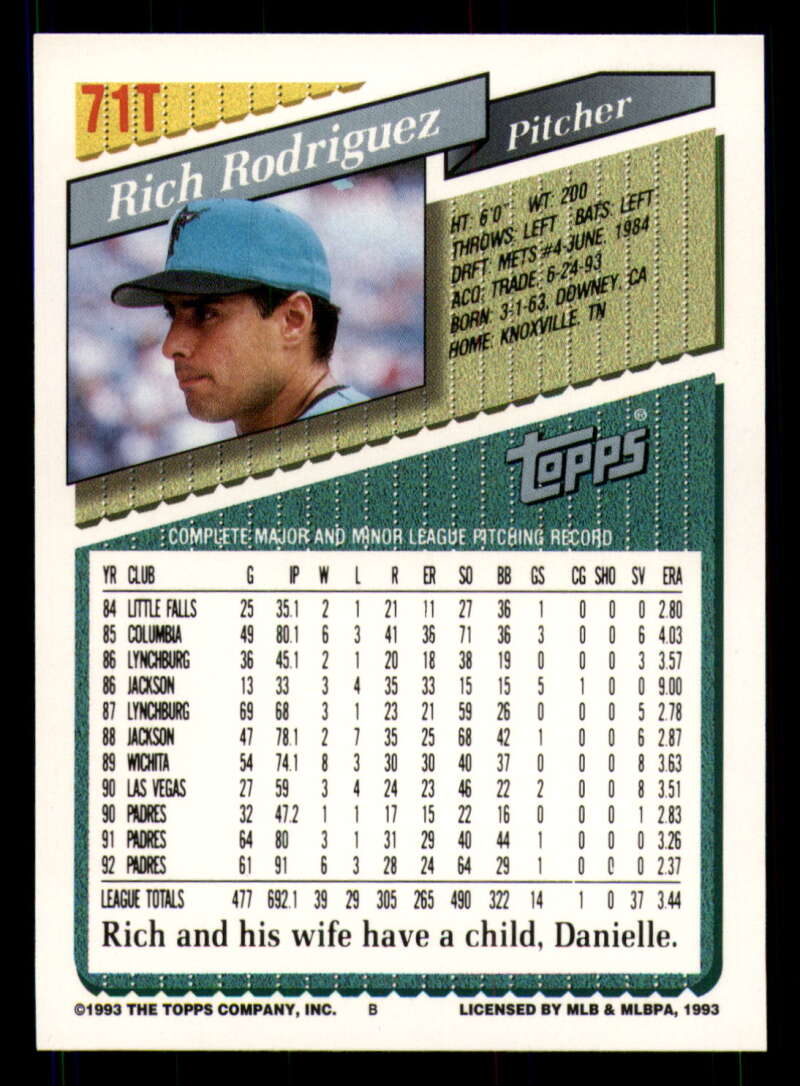 71T
Rich Rodriguez
Pitcher
HT: 6'0" WT: 200
THROWS: LEFT BATS: LEFT
DRFT: METS #4-JUNE, 1984
ACQ: TRADE, 6-24-93
BORN: 3-1-63, DOWNEY, CA
HOME: KNOXVILLE, TN
topps®
COMPLETE MAJOR AND MINOR LEAGUE PITCHING RECORD
YR CLUB G IP W L R ER SO BB GS CG SHO SV ERA
84 LITTLE FALLS 25 35.1 2 1 21 11 27 36 1 0 0 0 2.80
85 COLUMBIA 49 80.1 6 3 41 36 71 36 3 0 0 6 4.03
86 LYNCHBURG 36 45.1 2 1 20 18 38 19 0 0 0 3 3.57
86 JACKSON 13 33 3 4 35 33 15 15 5 1 0 0 9.00
87 LYNCHBURG 69 68 3 1 23 21 59 26 0 0 0 5 2.78
88 JACKSON 47 78.1 2 7 35 25 68 42 1 0 0 6 2.87
89 WICHITA 54 74.1 8 3 30 30 40 37 0 0 0 8 3.63
90 LAS VEGAS 27 59 3 4 24 23 46 22 2 0 0 8 3.51
90 PADRES 32 47.2 1 1 17 15 22 16 0 0 0 1 2.83
91 PADRES 64 80 3 1 31 29 40 44 1 0 0 0 3.26
92 PADRES 61 91 6 3 28 24 64 29 1 0 0 0 2.37
LEAGUE TOTALS 477 692.1 39 29 305 265 490 322 14 1 0 37 3.44
Rich and his wife have a child, Danielle.
©1993 THE TOPPS COMPANY, INC. B LICENSED BY MLB & MLBPA, 1993